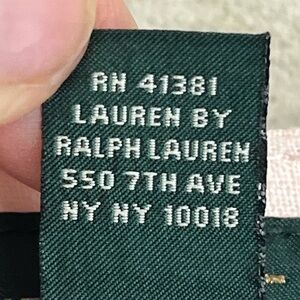 RN 41381
LAUREN BY
RALPH LAUREN
550 7TH AVE
NY NY 10018